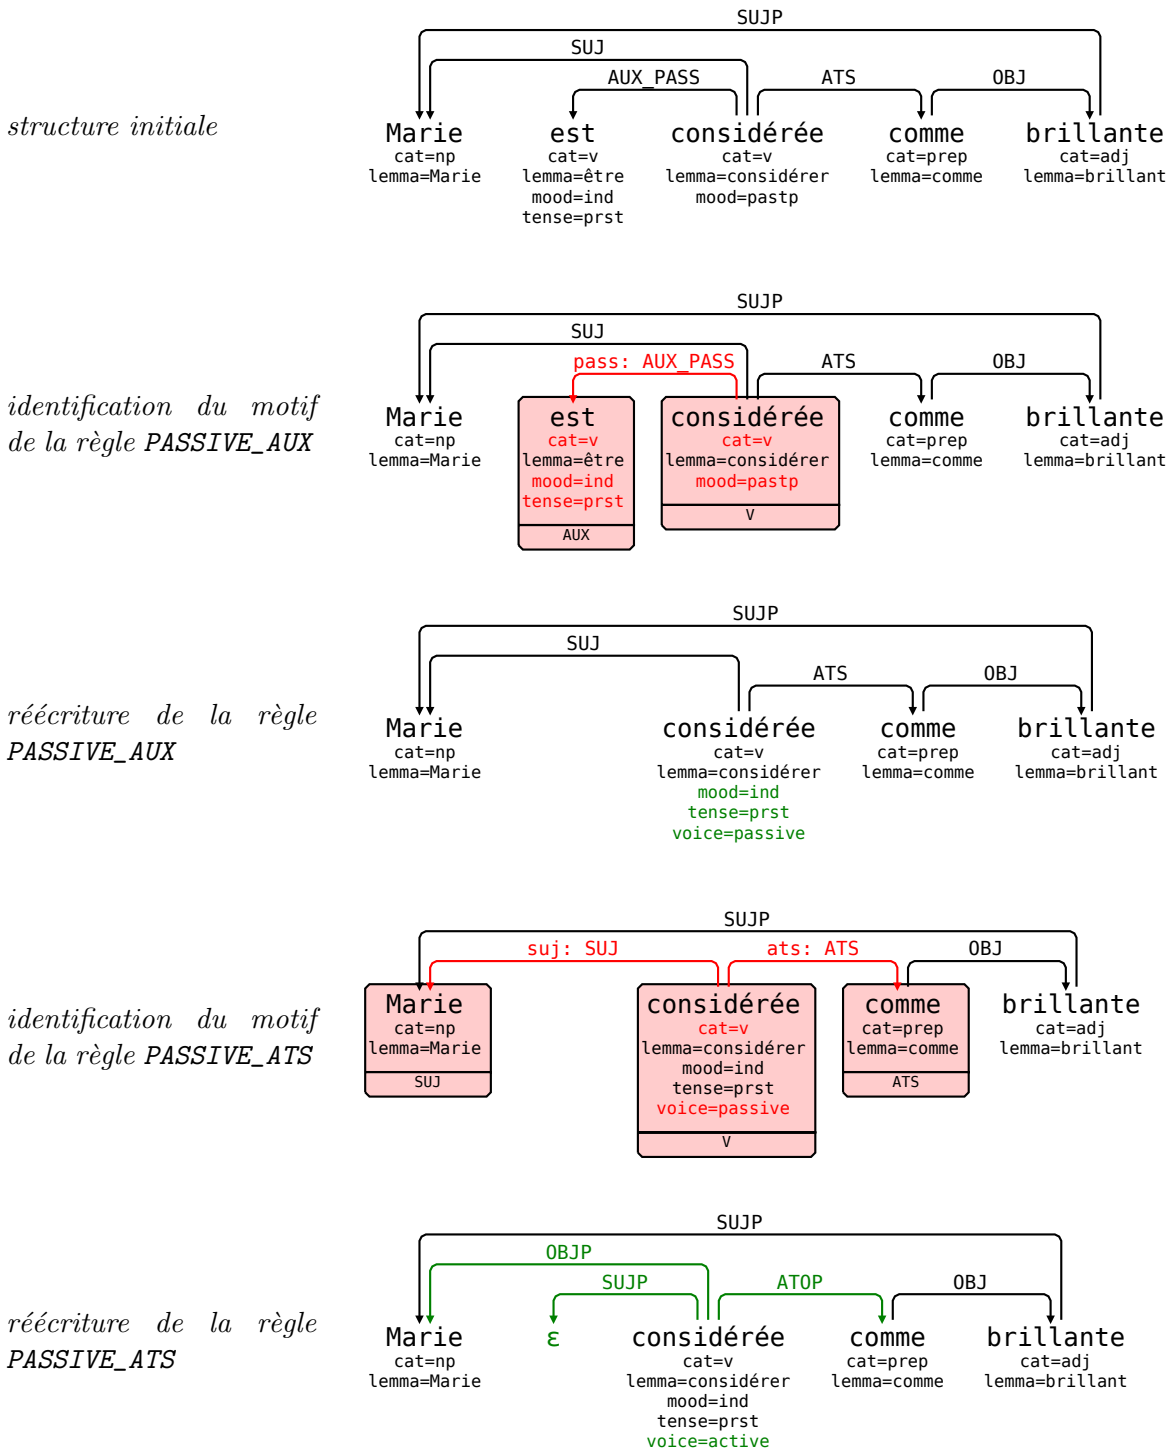 SUJP
SUJ
AUX_PASS ATS OBJ
structure initiale
Marie est considérée comme brillante
cat=np cat=v cat=v cat=prep cat=adj
lemma=Marie lemma=être lemma=considérer lemma=comme lemma=brillant
mood=ind mood=pastp
tense=prst
SUJP
SUJ
pass: AUX_PASS ATS OBJ
identification du motif
de la règle PASSIVE_AUX
Marie est considérée comme brillante
cat=np cat=v cat=v cat=prep cat=adj
lemma=Marie lemma=être lemma=considérer lemma=comme lemma=brillant
mood=ind mood=pastp
tense=prst
V
AUX
SUJP
SUJ
ATS OBJ
réécriture de la règle
PASSIVE_AUX
Marie considérée comme brillante
cat=np cat=v cat=prep cat=adj
lemma=Marie lemma=considérer lemma=comme lemma=brillant
mood=ind
tense=prst
voice=passive
SUJP
suj: SUJ ats: ATS OBJ
identification du motif
de la règle PASSIVE_ATS
Marie considérée comme brillante
cat=np cat=v cat=prep cat=adj
lemma=Marie lemma=considérer lemma=comme lemma=brillant
mood=ind
SUJ ATS
tense=prst
voice=passive
V
SUJP
OBJP
SUJP ATOP OBJ
réécriture de la règle
PASSIVE_ATS
Marie ε considérée comme brillante
cat=np cat=v cat=prep cat=adj
lemma=Marie lemma=considérer lemma=comme lemma=brillant
mood=ind
tense=prst
voice=active